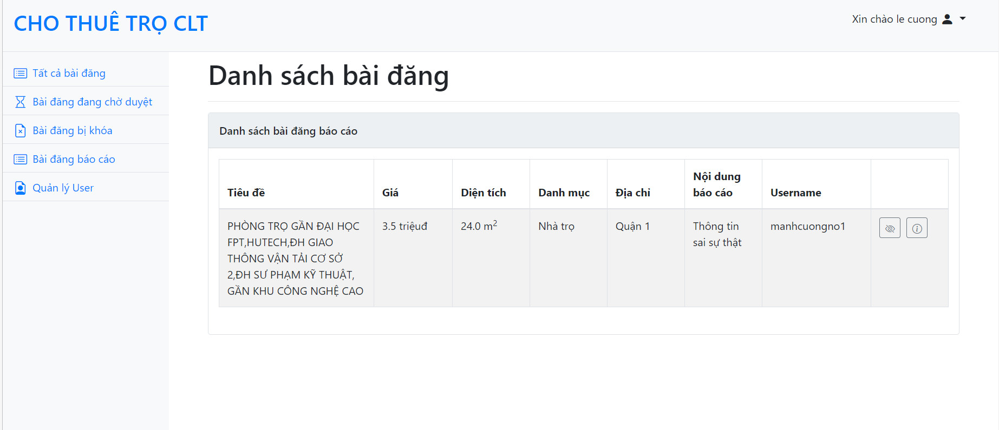 CHO THUÊ TRỌ CLT
Xin chào le cuong
Tất cả bài đăng
Bài đăng đang chờ duyệt
Bài đăng bị khóa
Bài đăng báo cáo
Quản lý User
Danh sách bài đăng
Danh sách bài đăng báo cáo
Tiêu đề
Giá
Diện tích
Danh mục
Địa chỉ
Nội dung
báo cáo
Username
PHÒNG TRỌ GẦN ĐẠI HỌC
FPT,HUTECH,ĐH GIAO
THÔNG VẬN TẢI CƠ SỞ
2,ĐH SƯ PHẠM KỸ THUẬT,
GẦN KHU CÔNG NGHỆ CAO
3.5 triệuđ
24.0 m²
Nhà trọ
Quận 1
Thông tin
sai sự thật
manhcuongno1